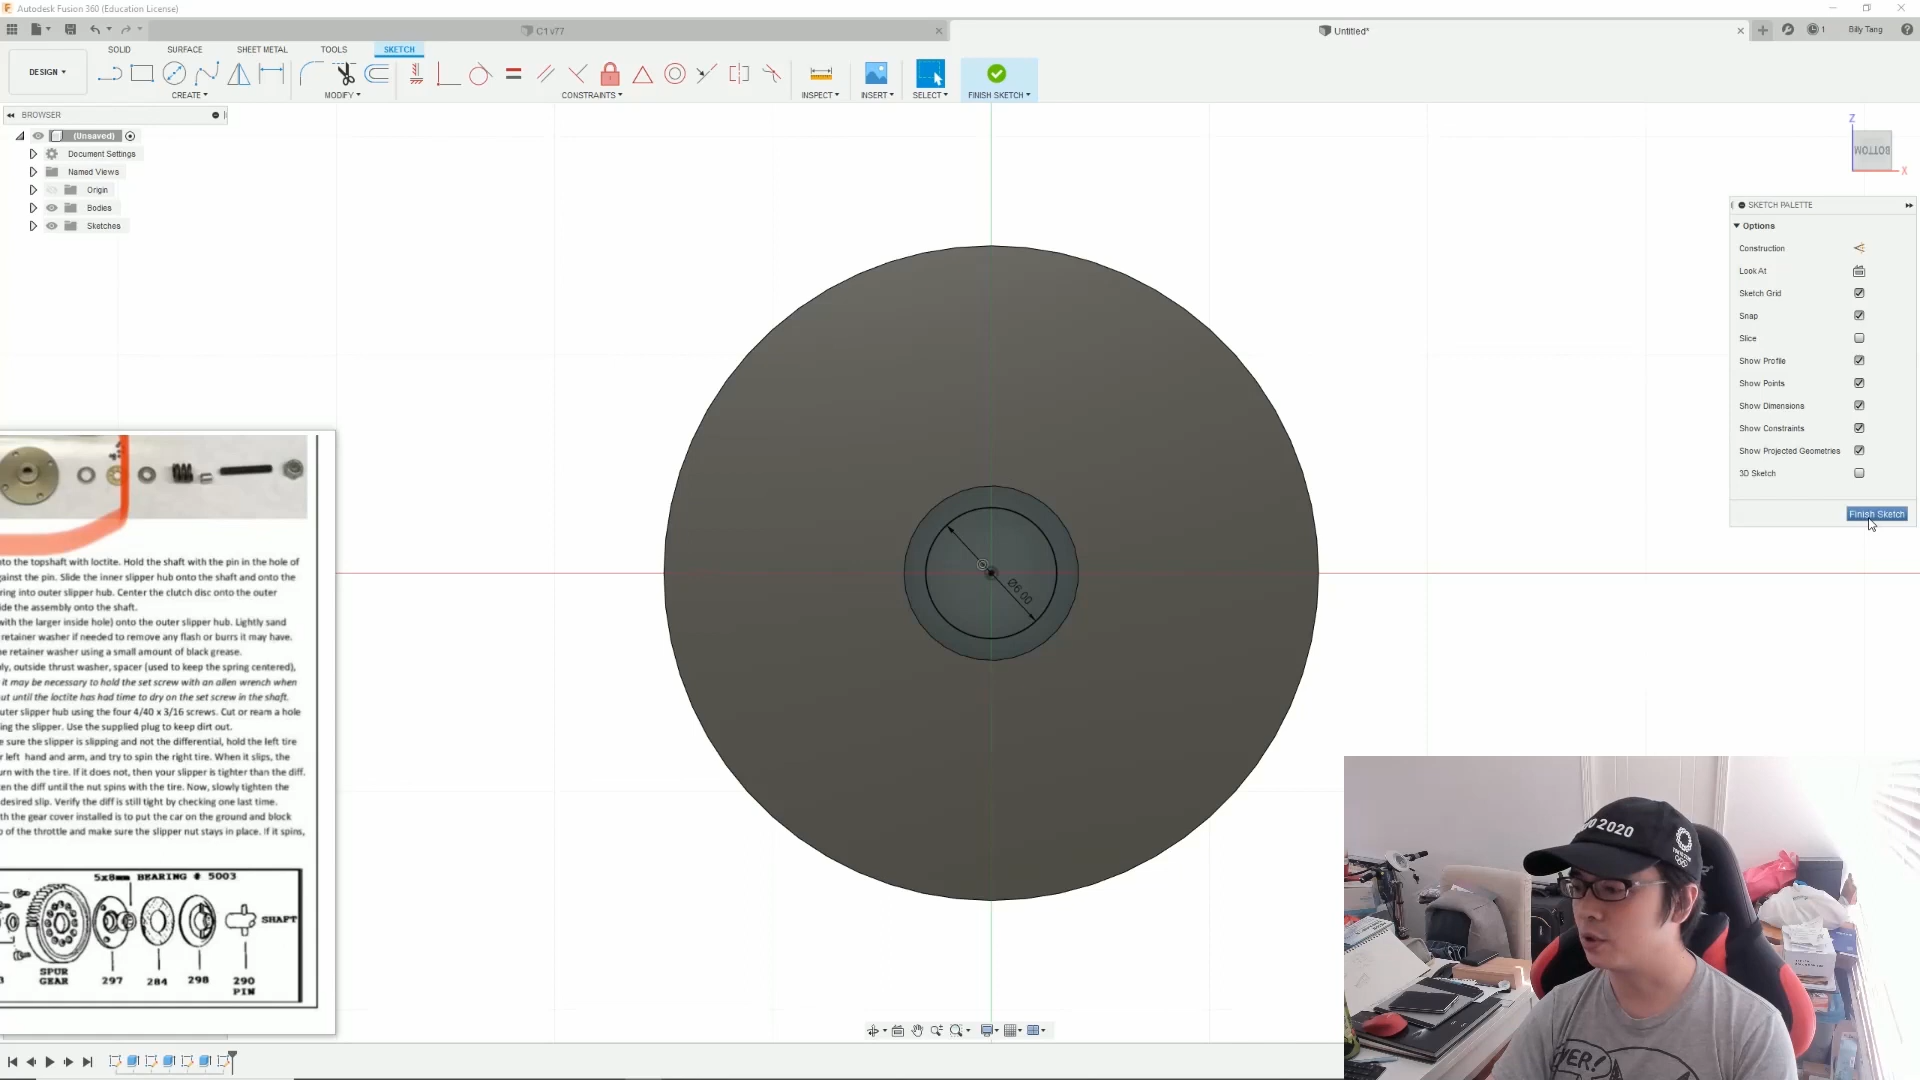 Autodesk Fusion 360 (Education License)
C1 v77
Untitled*
1
Billy Tang
DESIGN
SOLID
SURFACE
SHEET METAL
TOOLS
SKETCH
CREATE
MODIFY
CONSTRAINTS
INSPECT
INSERT
SELECT
FINISH SKETCH
BROWSER
(Unsaved)
Document Settings
Named Views
Origin
Bodies
Sketches
Z
BOTTOM
X
SKETCH PALETTE
Options
Construction
Look At
Sketch Grid
Snap
Slice
Show Profile
Show Points
Show Dimensions
Show Constraints
Show Projected Geometries
3D Sketch
Finish Sketch
Ø6.00
to the topshaft with loctite. Hold the shaft with the pin in the hole of
gainst the pin. Slide the inner slipper hub onto the shaft and onto the
ring into outer slipper hub. Center the clutch disc onto the outer
ide the assembly onto the shaft.
with the larger inside hole) onto the outer slipper hub. Lightly sand
retainer washer if needed to remove any flash or burrs it may have.
e retainer washer using a small amount of black grease.
ly, outside thrust washer, spacer (used to keep the spring centered),
it may be necessary to hold the set screw with an allen wrench when
ut until the loctite has had time to dry on the set screw in the shaft.
uter slipper hub using the four 4/40 x 3/16 screws. Cut or ream a hole
ing the slipper. Use the supplied plug to keep dirt out.
e sure the slipper is slipping and not the differential, hold the left tire
r left hand and arm, and try to spin the right tire. When it slips, the
urn with the tire. If it does not, then your slipper is tighter than the diff.
en the diff until the nut spins with the tire. Now, slowly tighten the
desired slip. Verify the diff is still tight by checking one last time.
th the gear cover installed is to put the car on the ground and block
o of the throttle and make sure the slipper nut stays in place. If it spins,
5x8mm BEARING # 5003
SHAFT
SPUR
GEAR
297
284
298
290
PIN
3
YO 2020